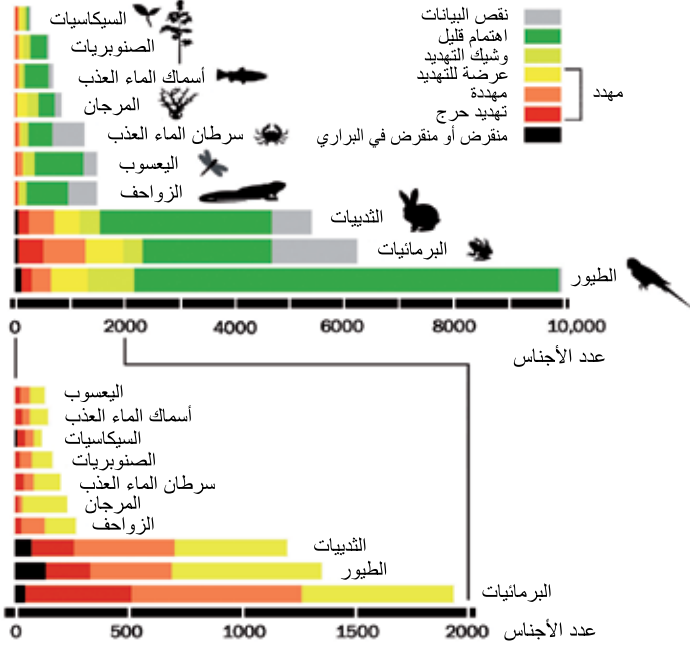 السيكاسيات
الصنوبريات
أسماك الماء العذب
المرجان
سرطان الماء العذب
اليعسوب
الزواحف
الثدييات
البرمائيات
الطيور
نقص البيانات
اهتمام قليل
وشيك التهديد
عرضة للتهديد
مهددة
تهديد حرج
منقرض أو منقرض في البراري
مهدد
0 2000 4000 6000 8000 10,000
عدد الأجناس
اليعسوب
أسماك الماء العذب
السيكاسيات
الصنوبريات
سرطان الماء العذب
المرجان
الزواحف
الثدييات
الطيور
البرمائيات
0 500 1000 1500 2000
عدد الأجناس